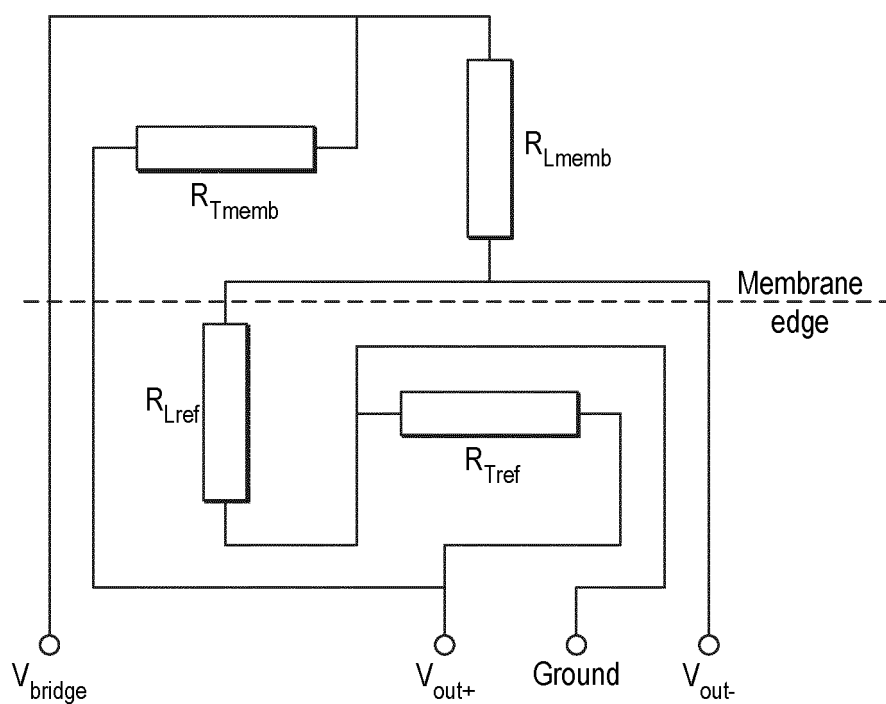 R_Lmemb
R_Tmemb
Membrane
edge
R_Lref
R_Tref
V_bridge
V_out+
Ground
V_out-